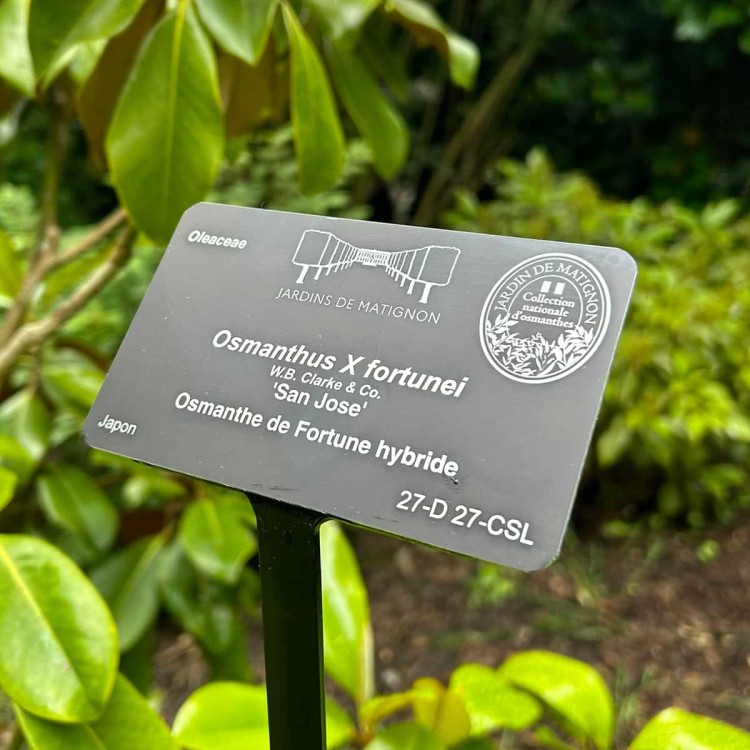 Oleaceae
JARDINS DE MATIGNON
JARDIN DE MATIGNON
Collection
nationale
d'osmanthes
Osmanthus X fortunei
W.B. Clarke & Co.
'San Jose'
Osmanthe de Fortune hybride
Japon
27-D 27-CSL